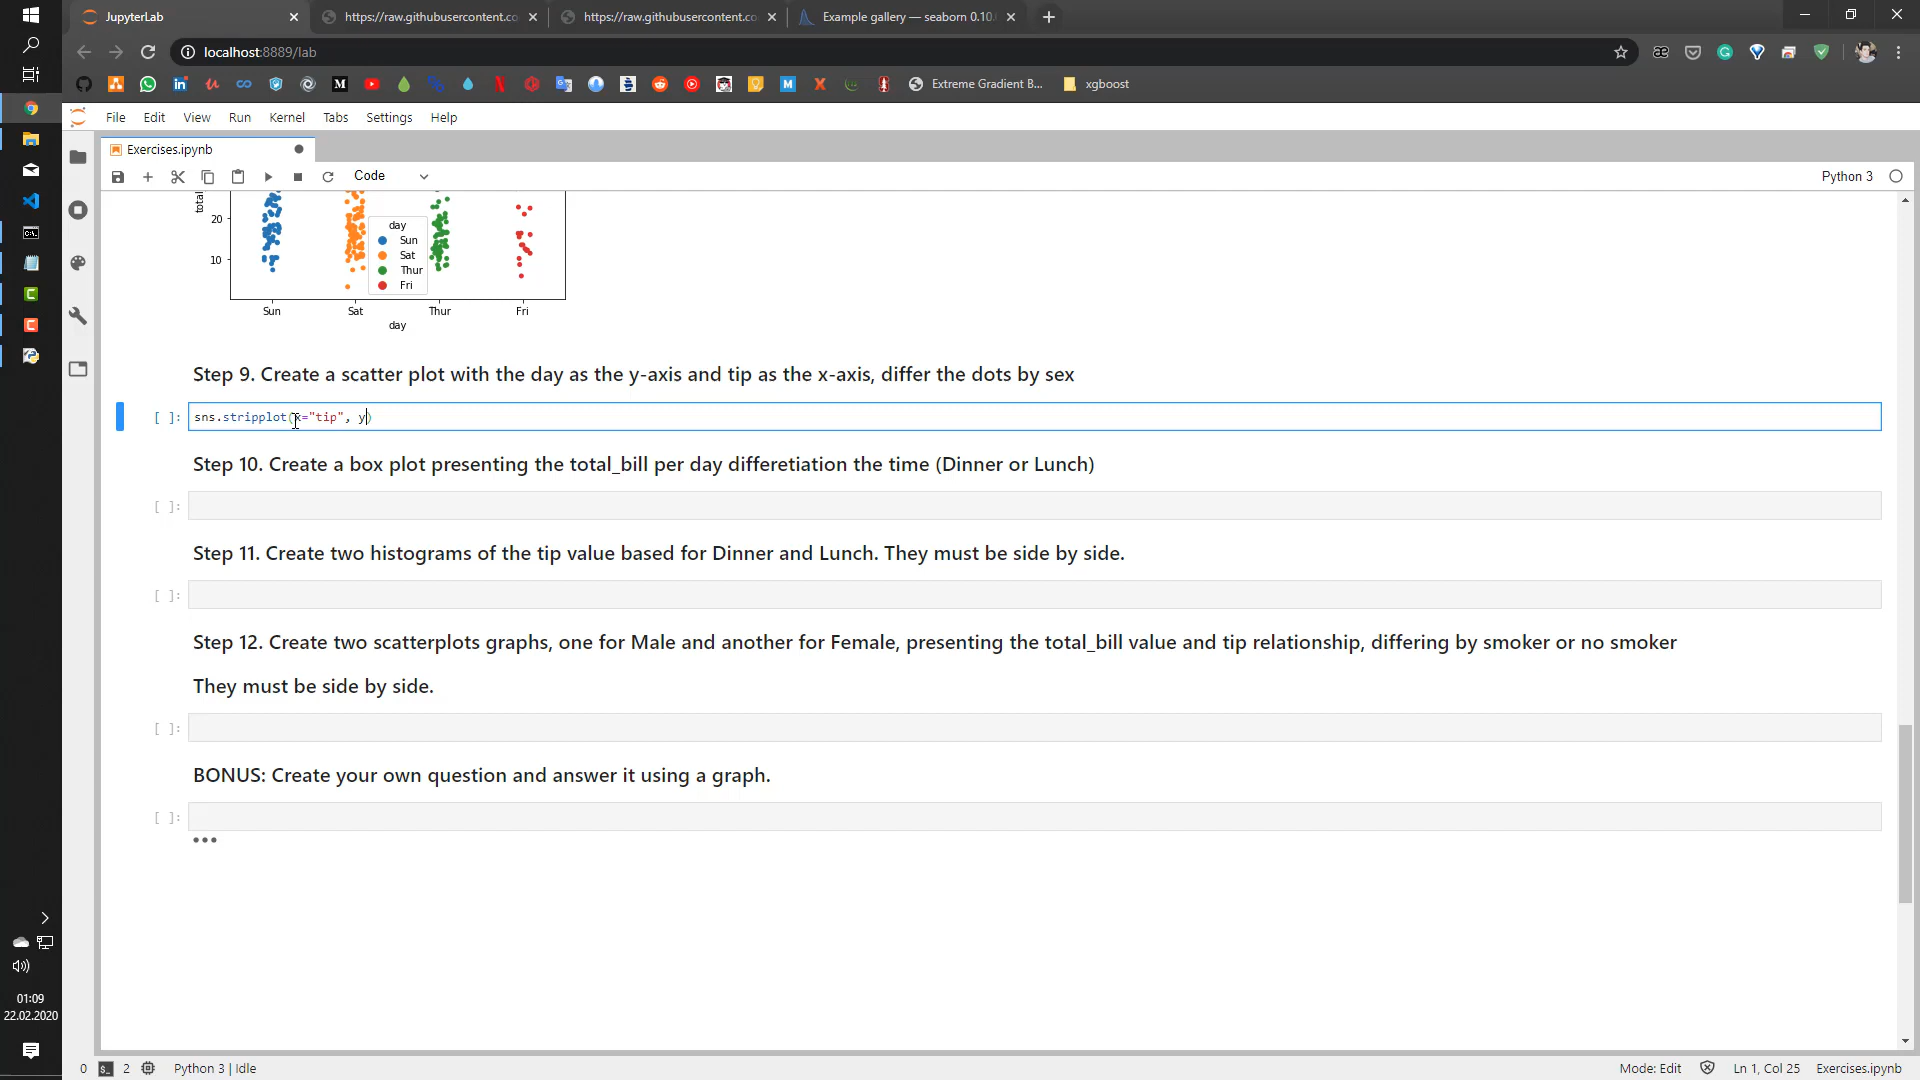 JupyterLab
https://raw.githubusercontent.co
https://raw.githubusercontent.co
Example gallery — seaborn 0.10.
localhost:8889/lab
Extreme Gradient B...
xgboost
File Edit View Run Kernel Tabs Settings Help
Exercises.ipynb
Code
Python 3
total
20
10
day
Sun
Sat
Thur
Fri
Sun Sat Thur Fri
day
Step 9. Create a scatter plot with the day as the y-axis and tip as the x-axis, differ the dots by sex
[ ]: sns.stripplot(x="tip", y)
Step 10. Create a box plot presenting the total_bill per day differetiation the time (Dinner or Lunch)
[ ]:
Step 11. Create two histograms of the tip value based for Dinner and Lunch. They must be side by side.
[ ]:
Step 12. Create two scatterplots graphs, one for Male and another for Female, presenting the total_bill value and tip relationship, differing by smoker or no smoker
They must be side by side.
[ ]:
BONUS: Create your own question and answer it using a graph.
[ ]:
01:09
22.02.2020
0 2 Python 3 | Idle
Mode: Edit Ln 1, Col 25 Exercises.ipynb